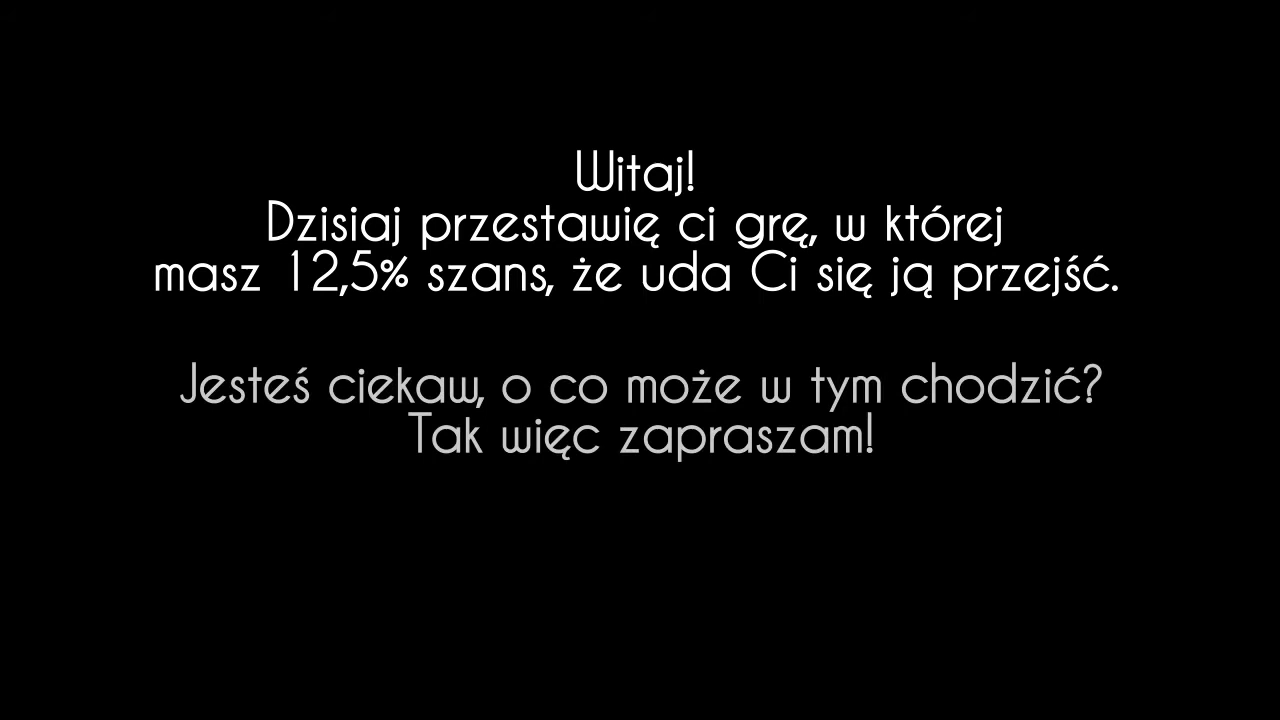 Witaj!
Dzisiaj przestawię ci grę, w której
masz 12,5% szans, że uda Ci się ją przejść.
Jesteś ciekaw, o co może w tym chodzić?
Tak więc zapraszam!